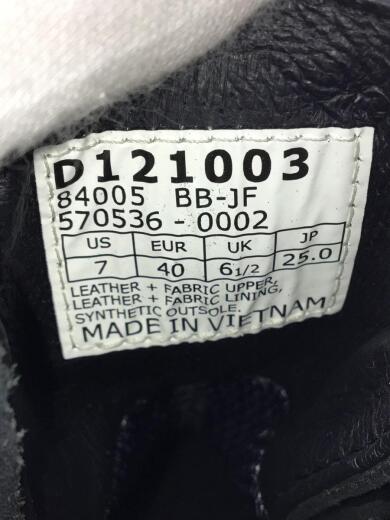 D121003
84005 BB-JF
570536-0002
US EUR UK JP
7 40 6 1/2 25.0
LEATHER + FABRIC UPPER,
LEATHER + FABRIC LINING,
SYNTHETIC OUTSOLE.
MADE IN VIETNAM